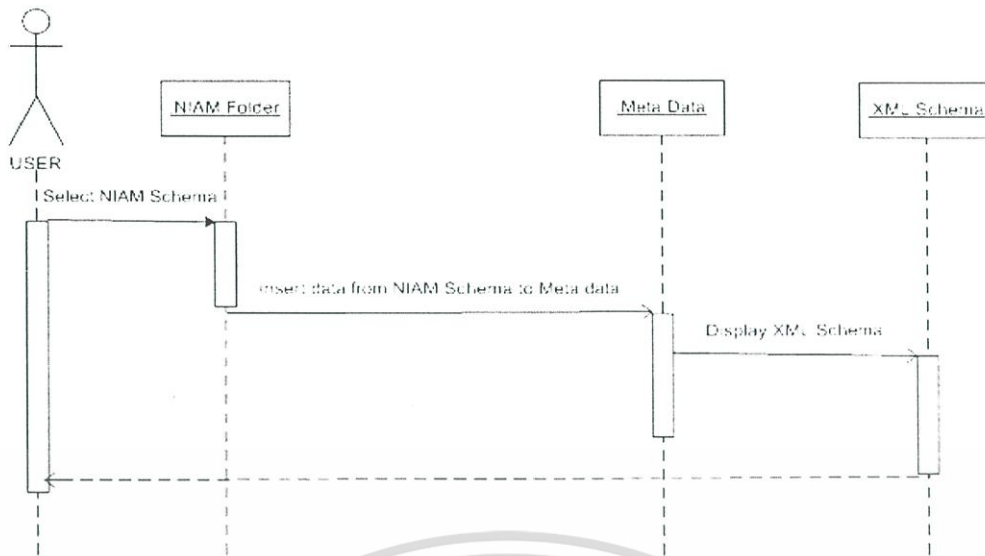 NIAM Folder
Meta Data
XML Schema
USER
Select NIAM Schema
Insert data from NIAM Schema to Meta data
Display XML Schema